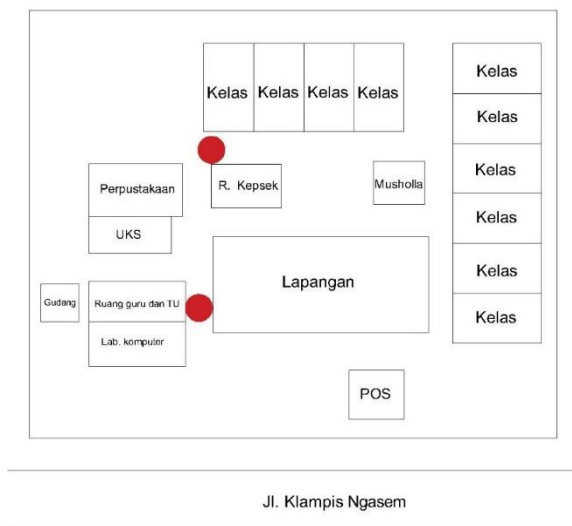 Kelas
Kelas Kelas Kelas Kelas
Kelas
Kelas
Perpustakaan
R. Kepsek
Musholla
UKS
Kelas
Lapangan
Kelas
Gudang
Ruang guru dan TU
Kelas
Lab. komputer
POS
Jl. Klampis Ngasem